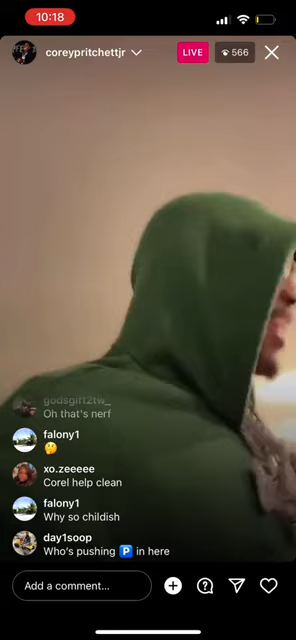 10:18
coreypritchettjr
LIVE
566
godsgift2tw_
Oh that's nerf
falony1
🤔
xo.zeeeee
Corel help clean
falony1
Why so childish
day1soop
Who's pushing 🅿️ in here
Add a comment...